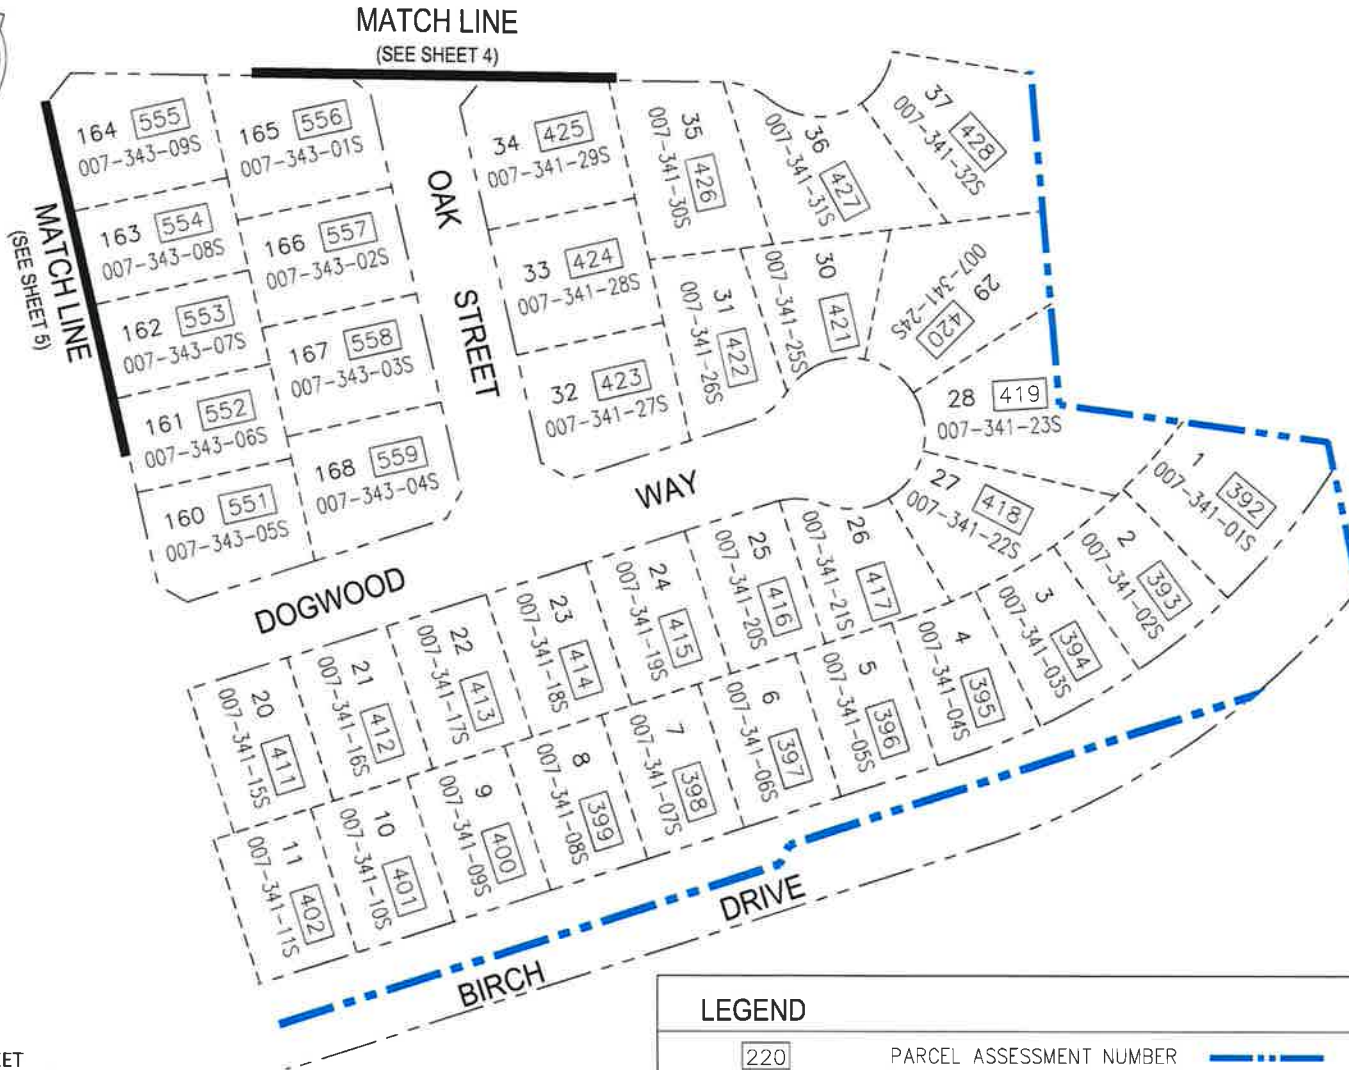 MATCH LINE
(SEE SHEET 4)
MATCH LINE
(SEE SHEET 5)
164 555
007-343-09S
165 556
007-343-01S
163 554
007-343-08S
166 557
007-343-02S
162 553
007-343-07S
167 558
007-343-03S
161 552
007-343-06S
168 559
007-343-04S
160 551
007-343-05S
OAK
STREET
34 425
007-341-29S
33 424
007-341-28S
32 423
007-341-27S
35
007-341-30S
426
36
007-341-31S
427
37
007-341-32S
428
31
007-341-26S
422
30
007-341-25S
421
29
007-341-24S
420
28 419
007-341-23S
27
007-341-22S
418
WAY
DOGWOOD
26
007-341-21S
417
25
007-341-20S
416
24
007-341-19S
415
23
007-341-18S
414
22
007-341-17S
413
21
007-341-16S
412
20
007-341-15S
411
1
007-341-01S
392
2
007-341-02S
393
3
007-341-03S
394
4
007-341-04S
395
5
007-341-05S
396
6
007-341-06S
397
7
007-341-07S
398
8
007-341-08S
399
9
007-341-09S
400
10
007-341-10S
401
11
007-341-11S
402
BIRCH
DRIVE
LEGEND
220 PARCEL ASSESSMENT NUMBER
EET